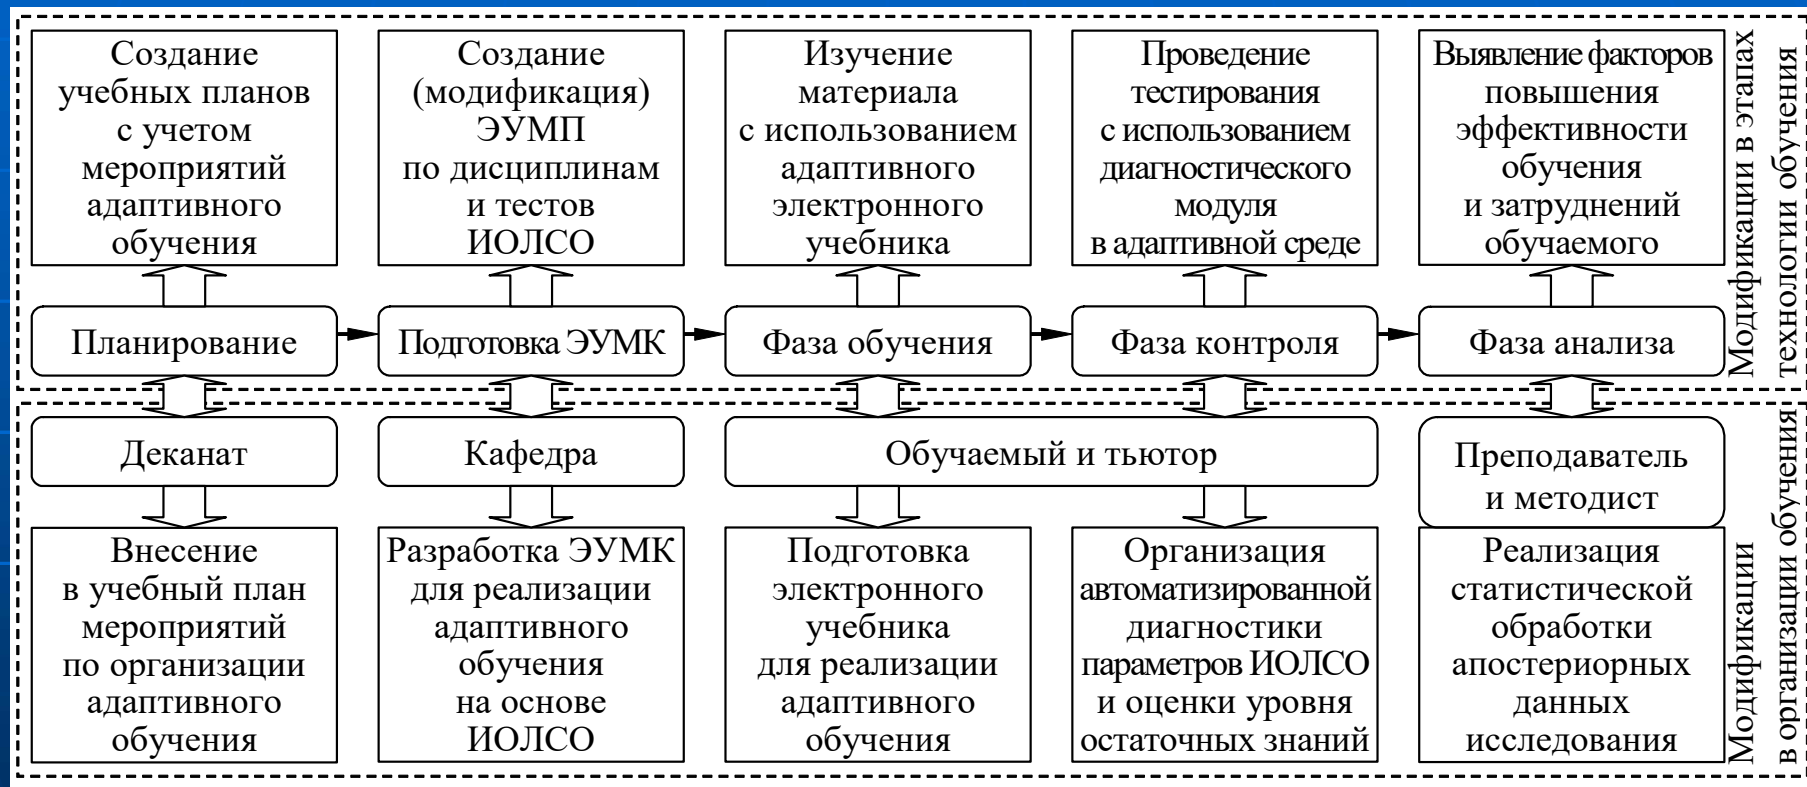 Создание
учебных планов
с учетом
мероприятий
адаптивного
обучения
Создание
(модификация)
ЭУМП
по дисциплинам
и тестов
ИОЛСО
Изучение
материала
с использованием
адаптивного
электронного
учебника
Проведение
тестирования
с использованием
диагностического
модуля
в адаптивной среде
Выявление факторов
повышения
эффективности
обучения
и затруднений
обучаемого
Модификации в этапах
технологии обучения
Планирование
Подготовка ЭУМК
Фаза обучения
Фаза контроля
Фаза анализа
Деканат
Кафедра
Обучаемый и тьютор
Преподаватель
и методист
Внесение
в учебный план
мероприятий
по организации
адаптивного
обучения
Разработка ЭУМК
для реализации
адаптивного
обучения
на основе
ИОЛСО
Подготовка
электронного
учебника
для реализации
адаптивного
обучения
Организация
автоматизированной
диагностики
параметров ИОЛСО
и оценки уровня
остаточных знаний
Реализация
статистической
обработки
апостериорных
данных
исследования
Модификации
в организации обучения